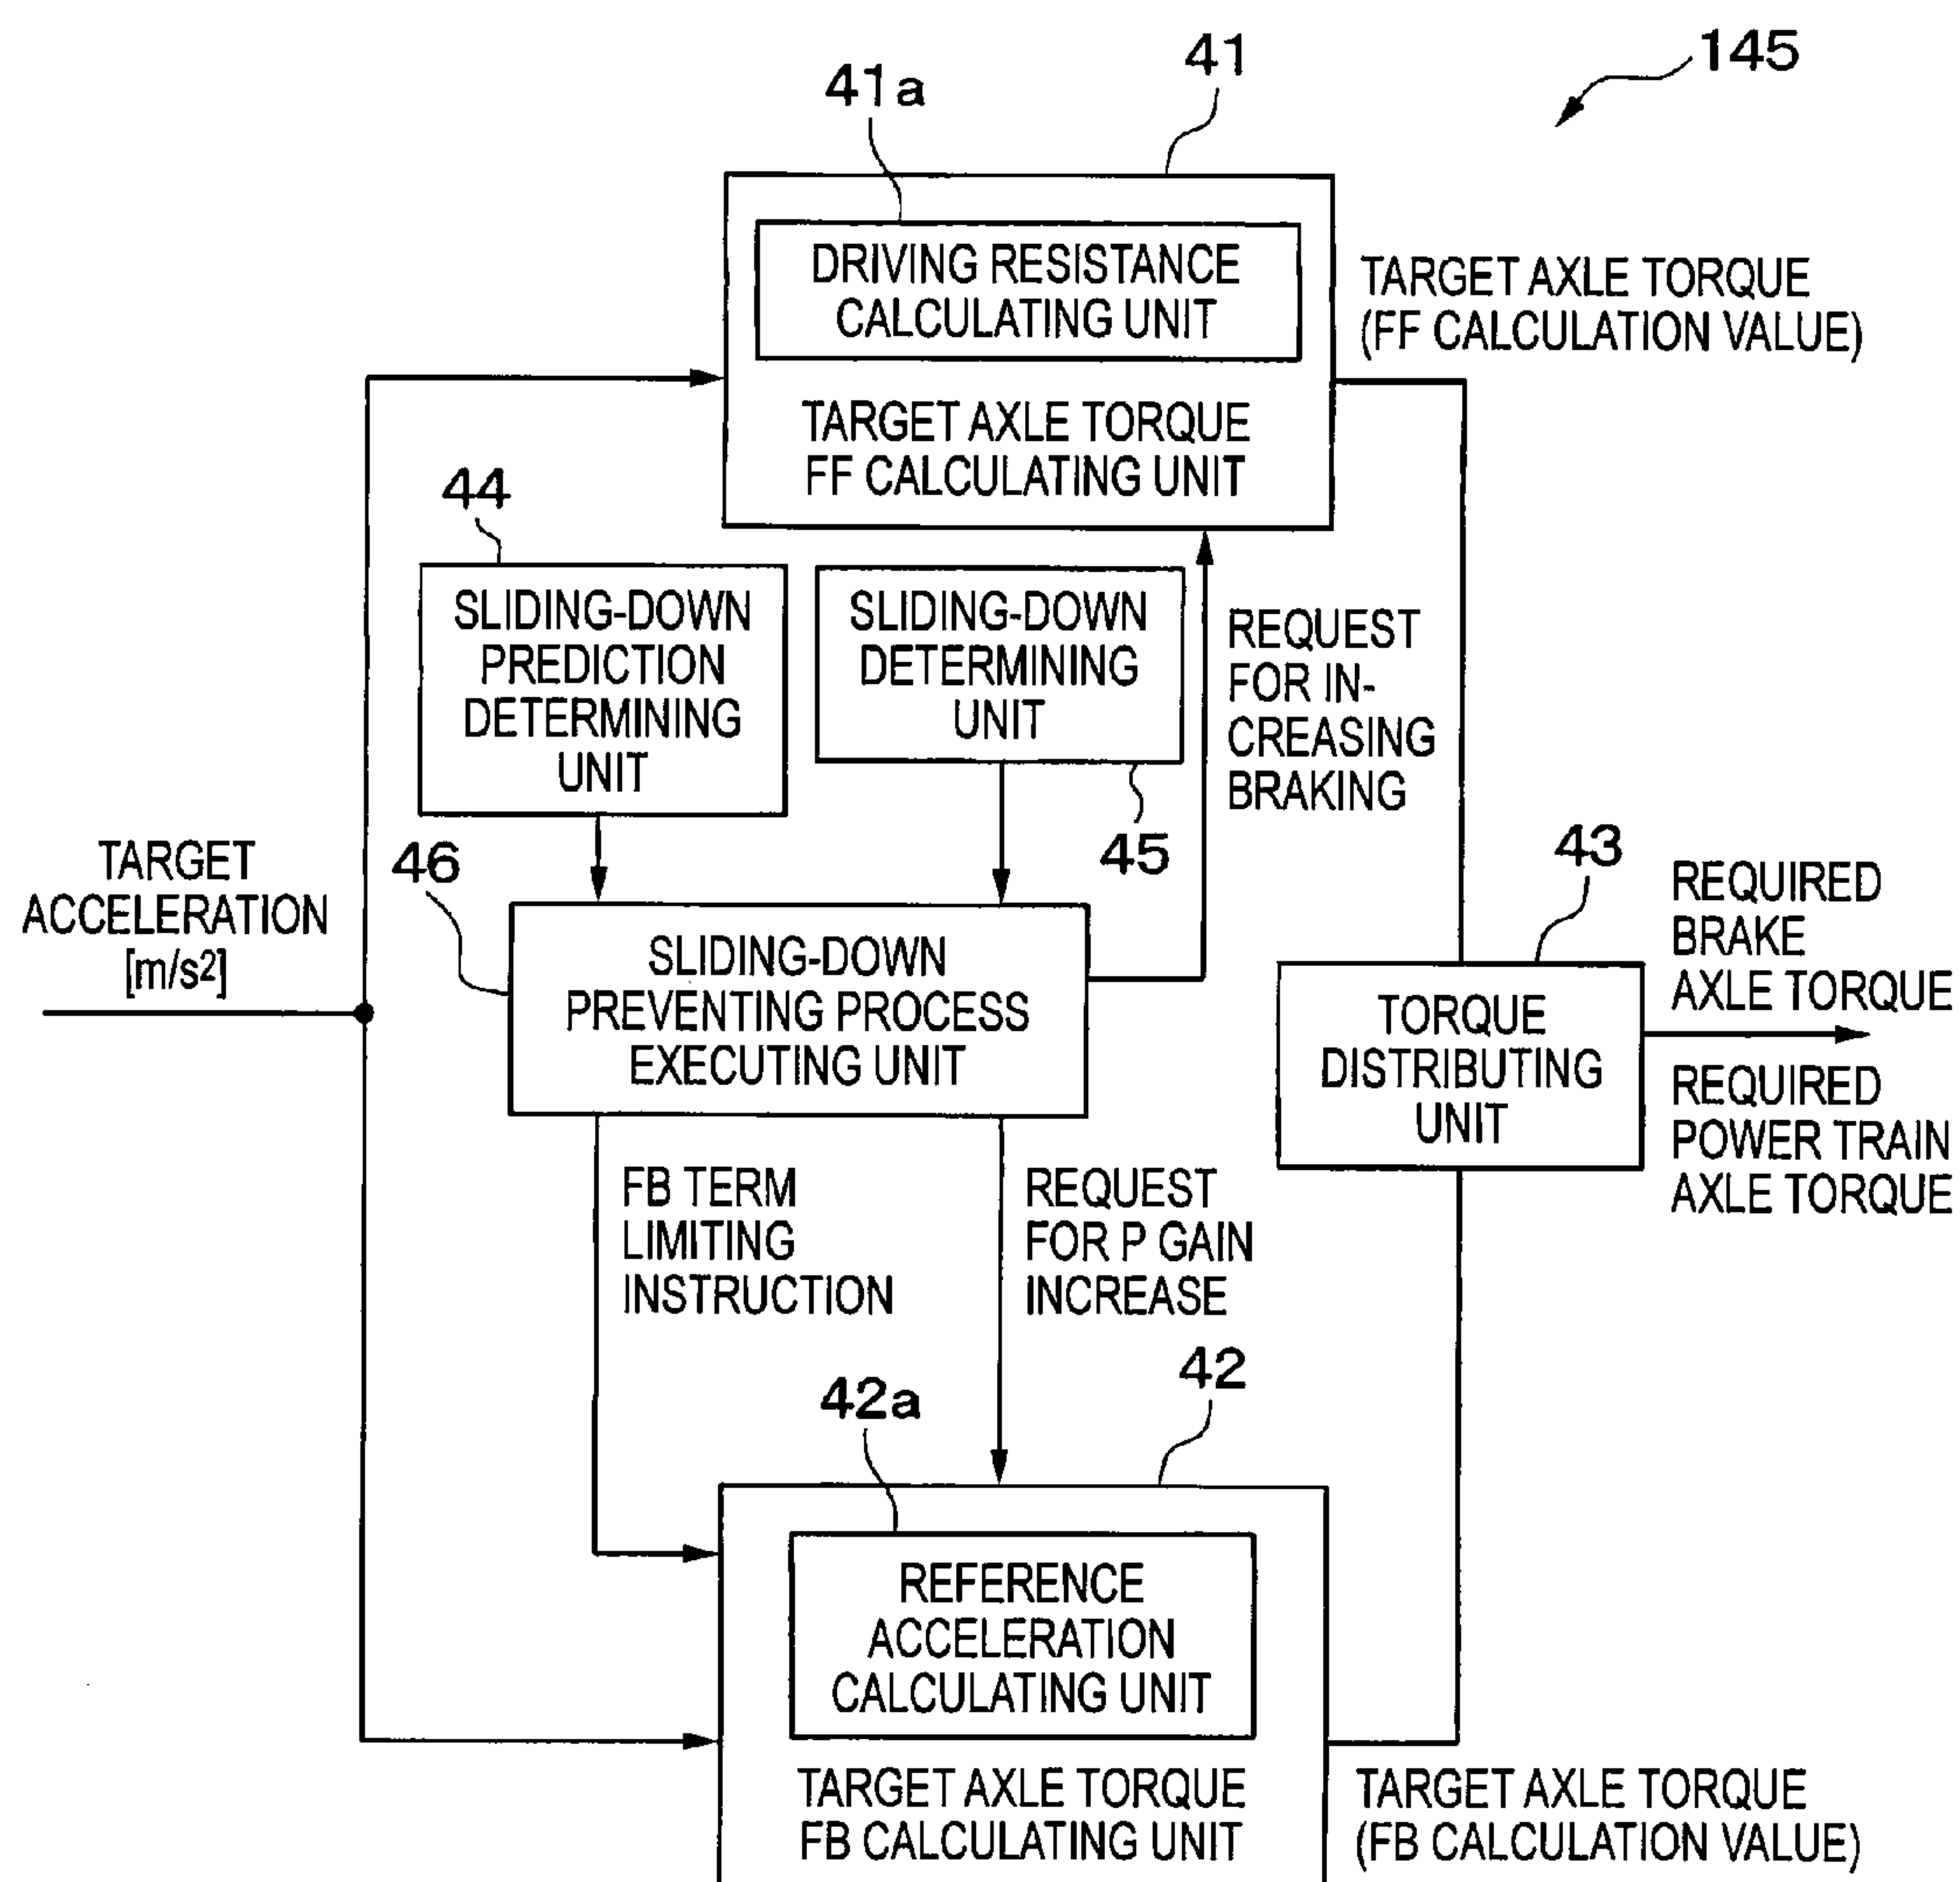 145
41
41a
DRIVING RESISTANCE
CALCULATING UNIT
TARGET AXLE TORQUE
FF CALCULATING UNIT
TARGET AXLE TORQUE
(FF CALCULATION VALUE)
44
SLIDING-DOWN
PREDICTION
DETERMINING
UNIT
SLIDING-DOWN
DETERMINING
UNIT
45
REQUEST
FOR IN-
CREASING
BRAKING
TARGET
ACCELERATION
[m/s2]
46
SLIDING-DOWN
PREVENTING PROCESS
EXECUTING UNIT
43
TORQUE
DISTRIBUTING
UNIT
REQUIRED
BRAKE
AXLE TORQUE
REQUIRED
POWER TRAIN
AXLE TORQUE
FB TERM
LIMITING
INSTRUCTION
REQUEST
FOR P GAIN
INCREASE
42
42a
REFERENCE
ACCELERATION
CALCULATING UNIT
TARGET AXLE TORQUE
FB CALCULATING UNIT
TARGET AXLE TORQUE
(FB CALCULATION VALUE)